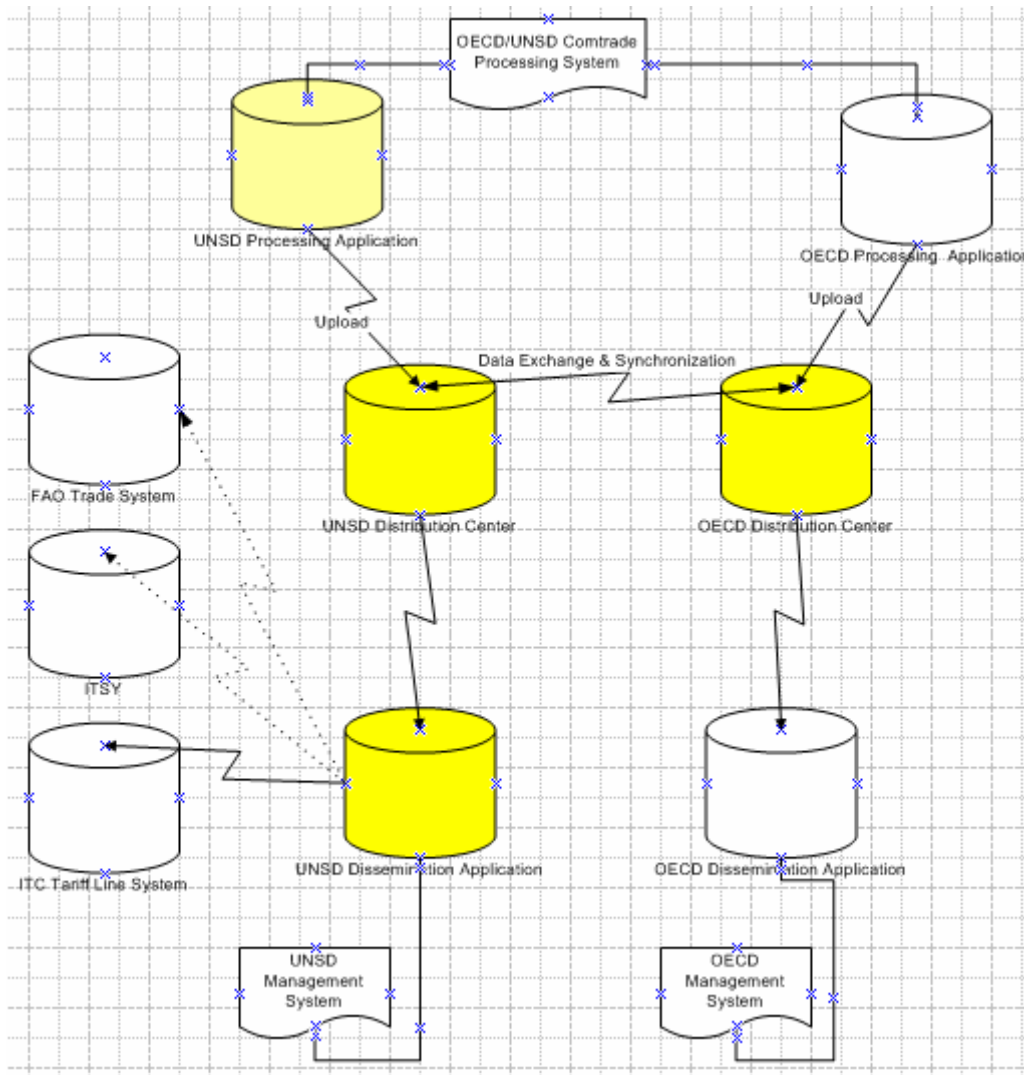 OECD/UNSD Comtrade
Processing System
UNSD Processing Application
OECD Processing Application
Upload
Upload
Data Exchange & Synchronization
FAO Trade System
UNSD Distribution Center
OECD Distribution Center
ITSY
ITC Tariff Line System
UNSD Dissemination Application
OECD Dissemination Application
UNSD
Management
System
OECD
Management
System